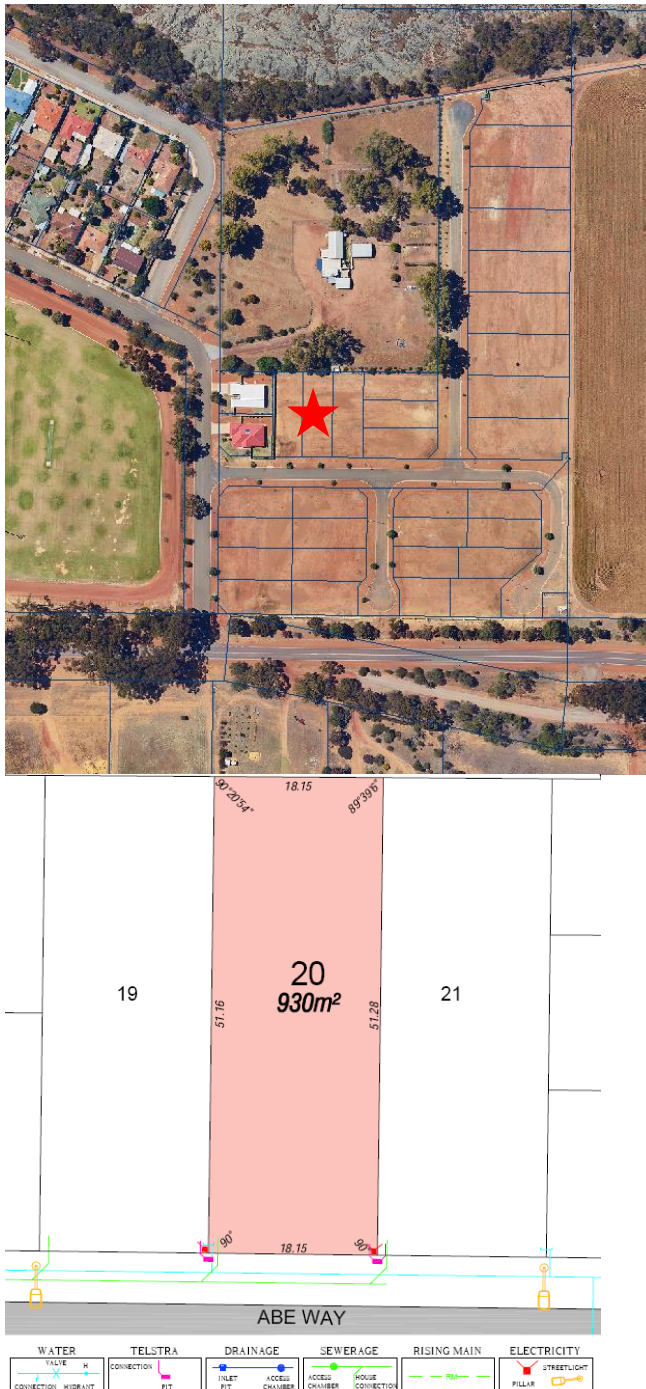 90°20'54"
18.15
89°39'6"
19
20
930m²
21
51.16
51.28
90°
18.15
90°
ABE WAY
WATER
TELSTRA
DRAINAGE
SEWERAGE
RISING MAIN
ELECTRICITY
VALVE
H
CONNECTION
HYDRANT
CONNECTION
PIT
INLET
PIT
ACCESS
CHAMBER
ACCESS
CHAMBER
HOUSE
CONNECTION
RM
PILLAR
STREETLIGHT